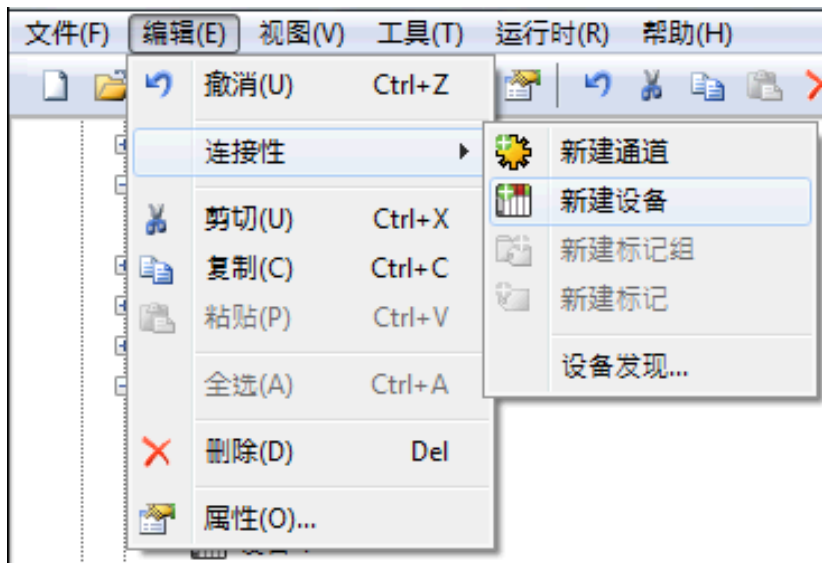 文件(F) 编辑(E) 视图(V) 工具(T) 运行时(R) 帮助(H)
撤消(U) Ctrl+Z
连接性
剪切(U) Ctrl+X
复制(C) Ctrl+C
粘贴(P) Ctrl+V
全选(A) Ctrl+A
删除(D) Del
属性(O)...
新建通道
新建设备
新建标记组
新建标记
设备发现...